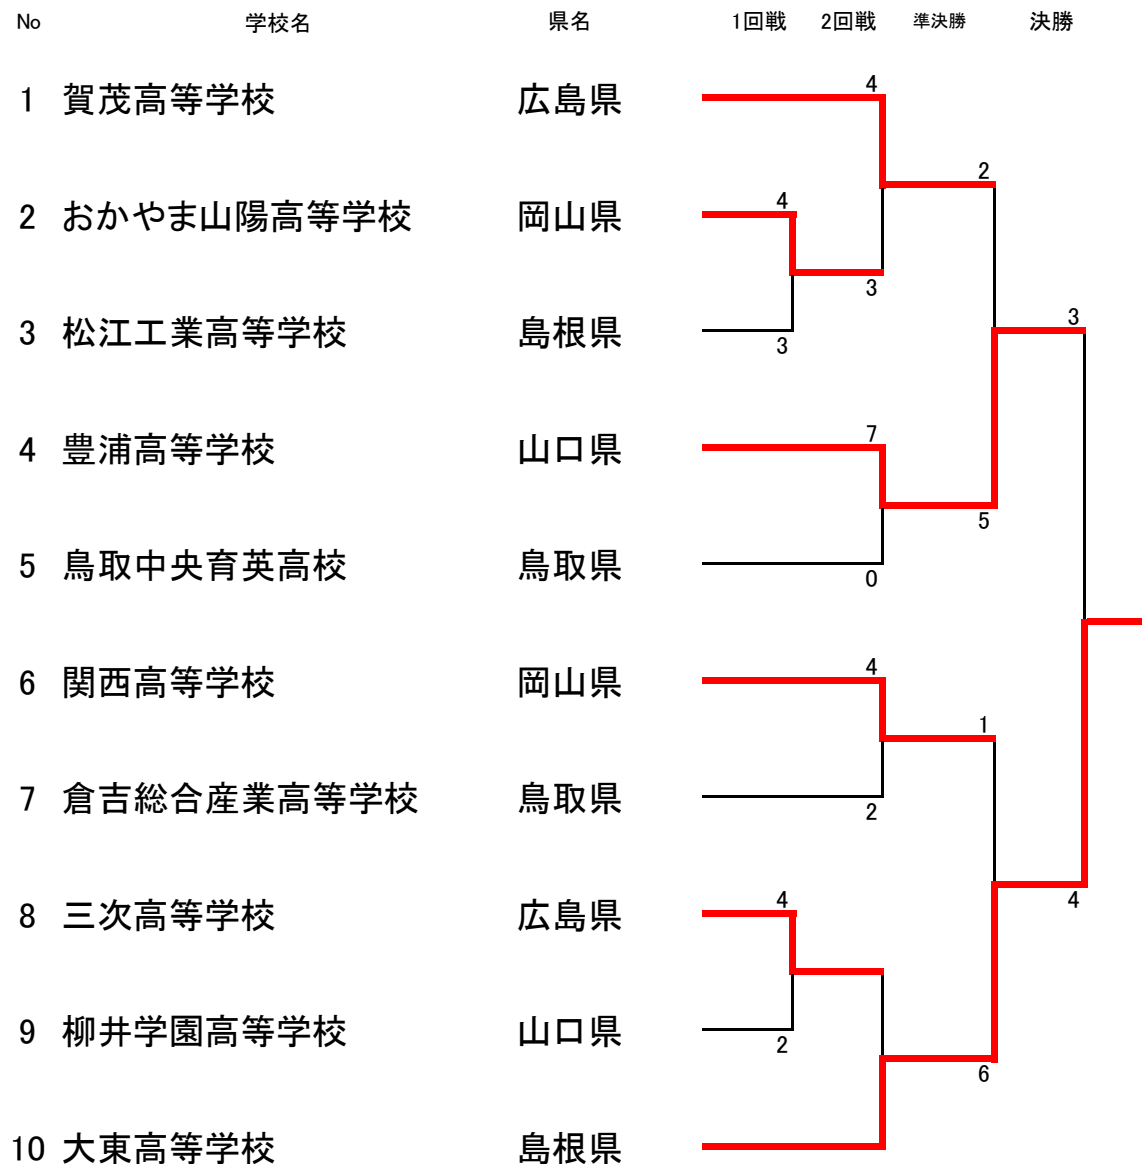 No 学校名 県名 1回戦 2回戦 準決勝 決勝
4
1 賀茂高等学校 広島県
2
4
2 おかやま山陽高等学校 岡山県
3
3
3 松江工業高等学校 島根県
3
7
4 豊浦高等学校 山口県
5
5 鳥取中央育英高校 鳥取県
0
4
6 関西高等学校 岡山県
1
7 倉吉総合産業高等学校 鳥取県
2
4
4
8 三次高等学校 広島県
9 柳井学園高等学校 山口県
2
6
10 大東高等学校 島根県